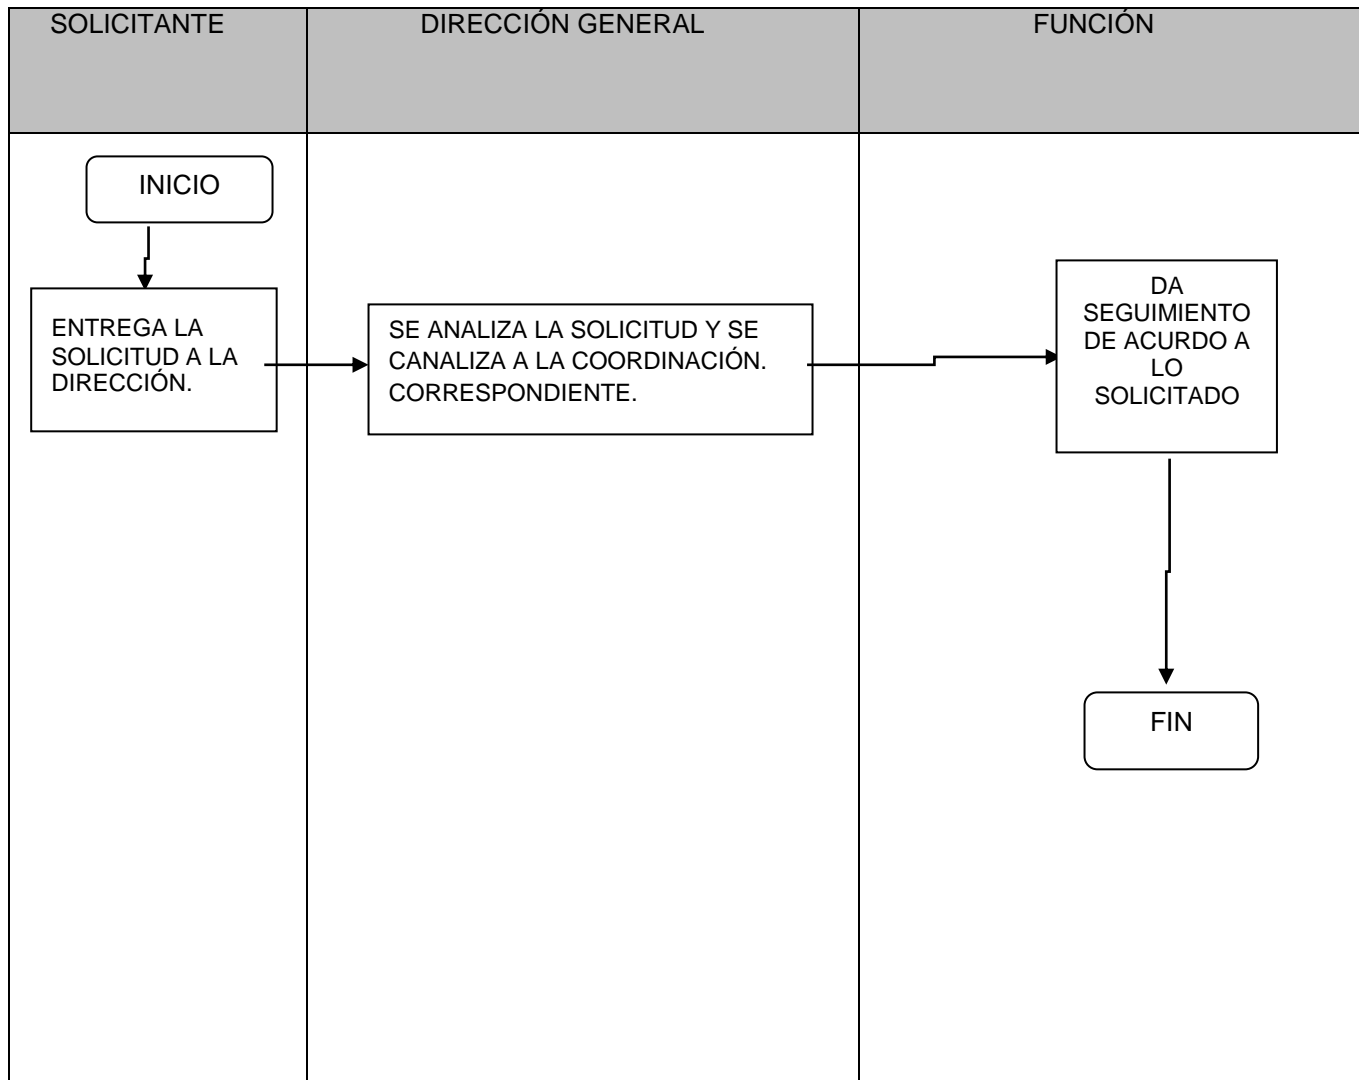 SOLICITANTE
DIRECCIÓN GENERAL
FUNCIÓN
INICIO
ENTREGA LA
SOLICITUD A LA
DIRECCIÓN.
SE ANALIZA LA SOLICITUD Y SE
CANALIZA A LA COORDINACIÓN.
CORRESPONDIENTE.
DA
SEGUIMIENTO
DE ACURDO A
LO
SOLICITADO
FIN